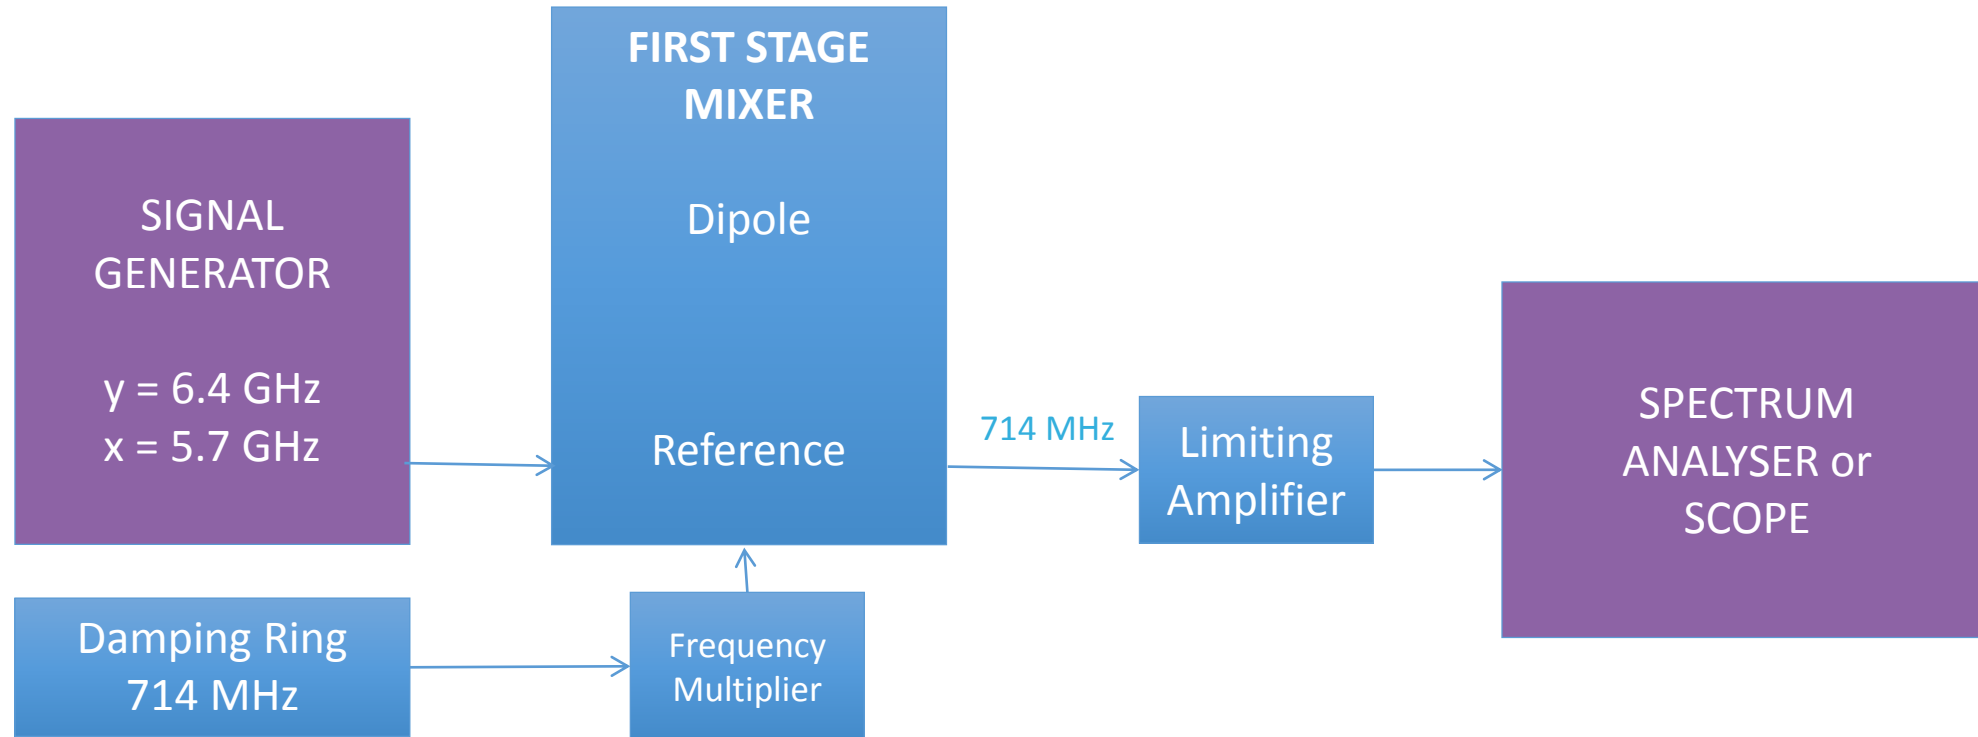 SIGNAL
GENERATOR
y = 6.4 GHz
x = 5.7 GHz
FIRST STAGE
MIXER
Dipole
Reference
714 MHz
Limiting
Amplifier
SPECTRUM
ANALYSER or
SCOPE
Damping Ring
714 MHz
Frequency
Multiplier